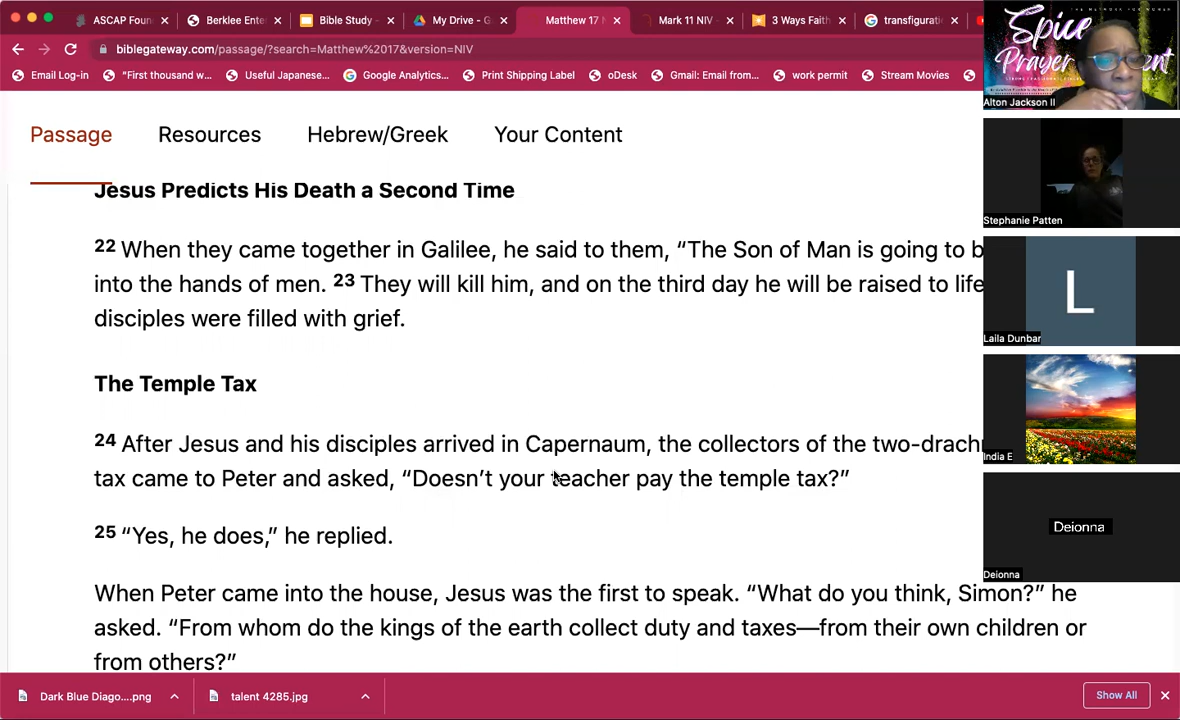 ASCAP Foun
Berklee Ente
Bible Study -
My Drive - G
Matthew 17 N
Mark 11 NIV -
3 Ways Faith
transfigurati
biblegateway.com/passage/?search=Matthew%2017&version=NIV
Email Log-in
"First thousand w...
Useful Japanese...
Google Analytics...
Print Shipping Label
oDesk
Gmail: Email from...
work permit
Stream Movies
Passage
Resources
Hebrew/Greek
Your Content
Jesus Predicts His Death a Second Time
22 When they came together in Galilee, he said to them, “The Son of Man is going to b
into the hands of men. 23 They will kill him, and on the third day he will be raised to life
disciples were filled with grief.
The Temple Tax
24 After Jesus and his disciples arrived in Capernaum, the collectors of the two-drach
tax came to Peter and asked, “Doesn’t your teacher pay the temple tax?”
25 “Yes, he does,” he replied.
When Peter came into the house, Jesus was the first to speak. “What do you think, Simon?” he
asked. “From whom do the kings of the earth collect duty and taxes—from their own children or
from others?”
Spice
Prayer
Alton Jackson II
Stephanie Patten
L
Laila Dunbar
India E
Deionna
Deionna
Dark Blue Diago....png
talent 4285.jpg
Show All